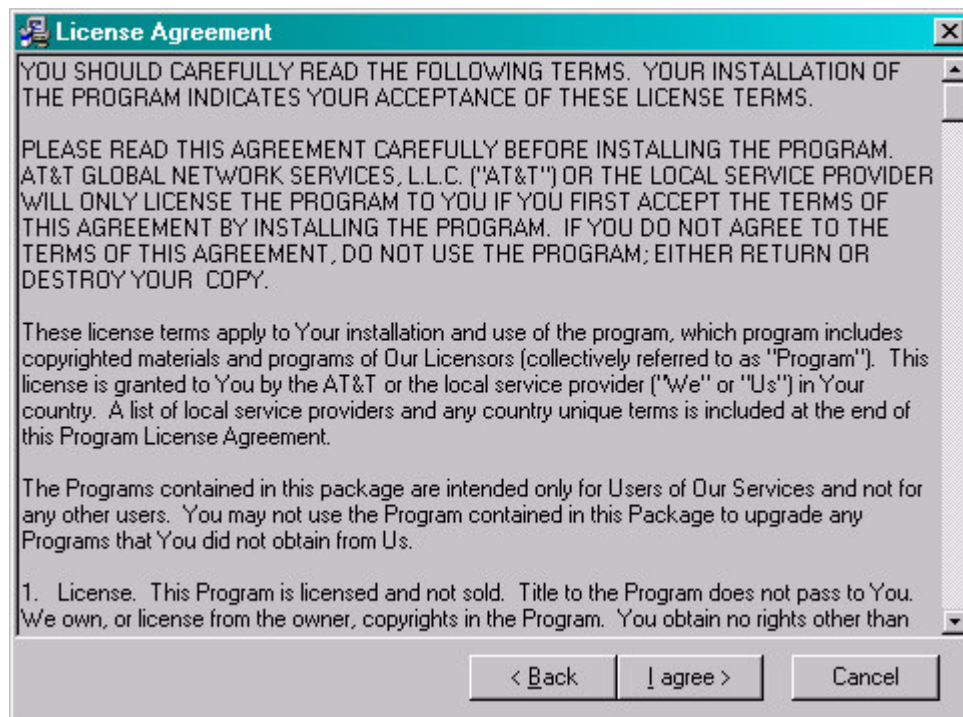 License Agreement
YOU SHOULD CAREFULLY READ THE FOLLOWING TERMS.  YOUR INSTALLATION OF
THE PROGRAM INDICATES YOUR ACCEPTANCE OF THESE LICENSE TERMS.
PLEASE READ THIS AGREEMENT CAREFULLY BEFORE INSTALLING THE PROGRAM.
AT&T GLOBAL NETWORK SERVICES, L.L.C. ("AT&T") OR THE LOCAL SERVICE PROVIDER
WILL ONLY LICENSE THE PROGRAM TO YOU IF YOU FIRST ACCEPT THE TERMS OF
THIS AGREEMENT BY INSTALLING THE PROGRAM.  IF YOU DO NOT AGREE TO THE
TERMS OF THIS AGREEMENT, DO NOT USE THE PROGRAM; EITHER RETURN OR
DESTROY YOUR  COPY.
These license terms apply to Your installation and use of the program, which program includes
copyrighted materials and programs of Our Licensors (collectively referred to as "Program").  This
license is granted to You by the AT&T or the local service provider ("We" or "Us") in Your
country.  A list of local service providers and any country unique terms is included at the end of
this Program License Agreement.
The Programs contained in this package are intended only for Users of Our Services and not for
any other users.  You may not use the Program contained in this Package to upgrade any
Programs that You did not obtain from Us.
1.   License.  This Program is licensed and not sold.  Title to the Program does not pass to You.
We own, or license from the owner, copyrights in the Program.  You obtain no rights other than
< Back
I agree >
Cancel